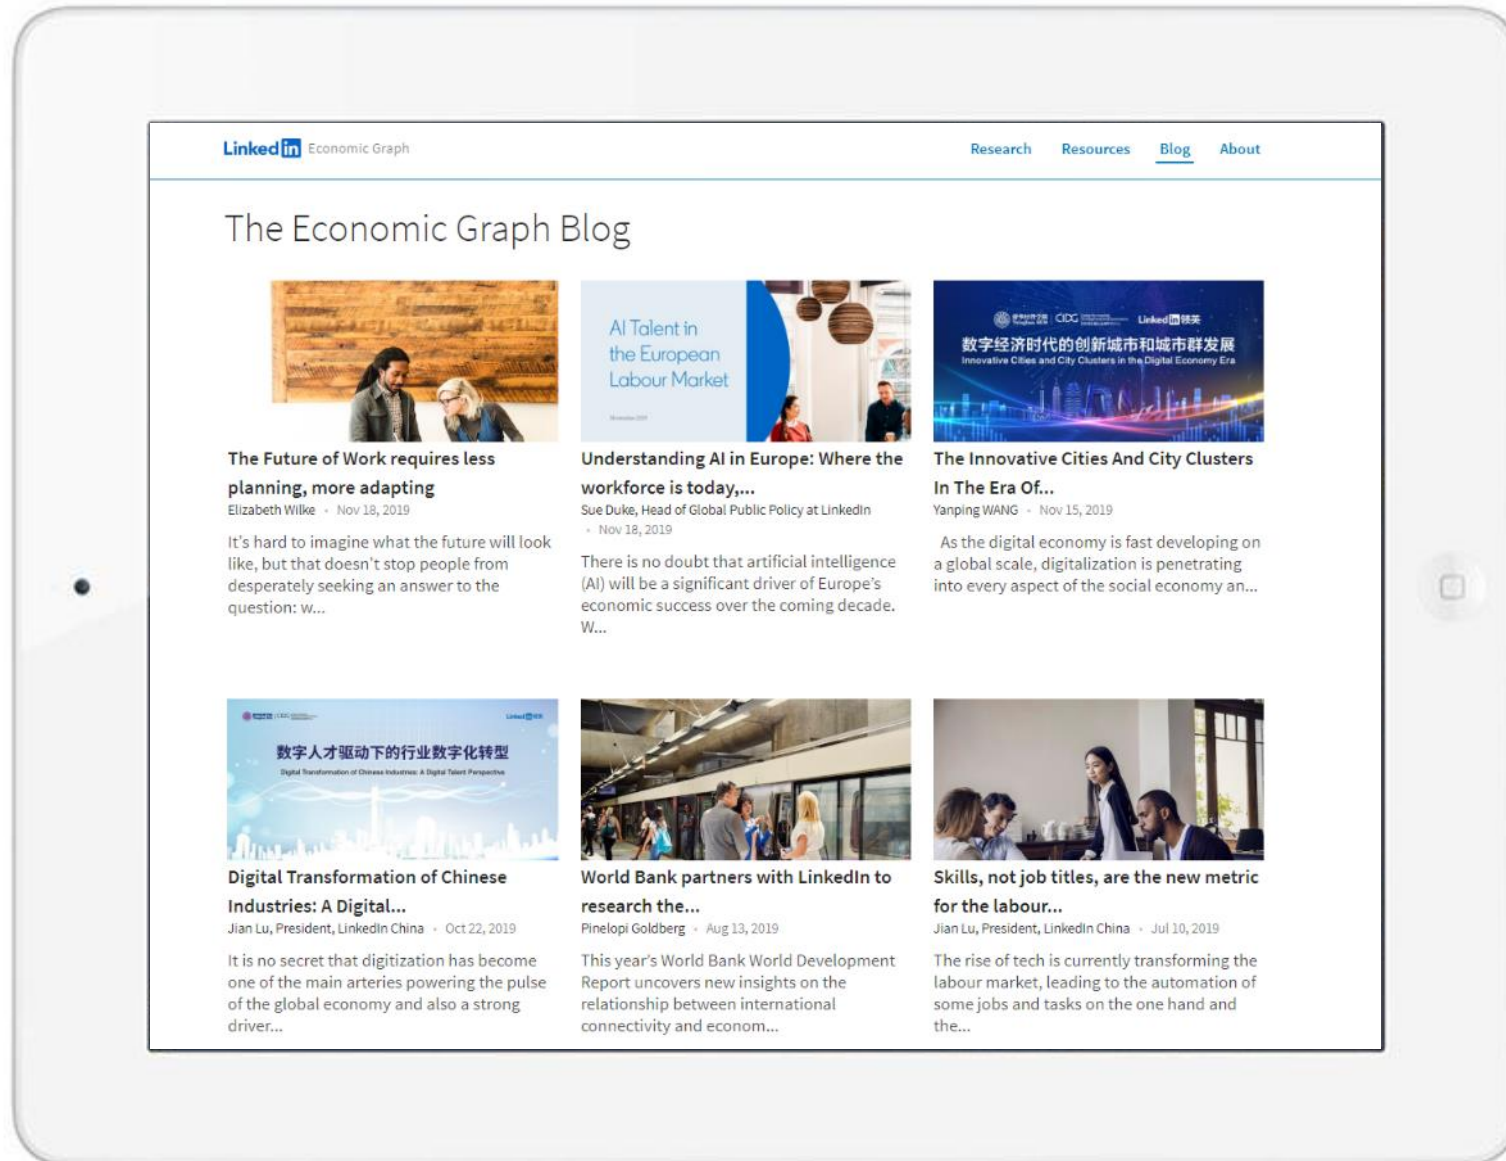 Linked in Economic Graph
Research Resources Blog About
The Economic Graph Blog
AI Talent in
the European
Labour Market
CIDG Linked in 领英
数字经济时代的创新城市和城市群发展
Innovative Cities and City Clusters in the Digital Economy Era
The Future of Work requires less
planning, more adapting
Elizabeth Wilke • Nov 18, 2019
It's hard to imagine what the future will look
like, but that doesn't stop people from
desperately seeking an answer to the
question: w...
Understanding AI in Europe: Where the
workforce is today,...
Sue Duke, Head of Global Public Policy at LinkedIn
• Nov 18, 2019
There is no doubt that artificial intelligence
(AI) will be a significant driver of Europe's
economic success over the coming decade.
W...
The Innovative Cities And City Clusters
In The Era Of...
Yanping WANG • Nov 15, 2019
As the digital economy is fast developing on
a global scale, digitalization is penetrating
into every aspect of the social economy an...
Linked in
数字人才驱动下的行业数字化转型
Digital Transformation of Chinese Industries: A Digital Talent Perspective
Digital Transformation of Chinese
Industries: A Digital...
Jian Lu, President, LinkedIn China • Oct 22, 2019
It is no secret that digitization has become
one of the main arteries powering the pulse
of the global economy and also a strong
driver...
World Bank partners with LinkedIn to
research the...
Pinelopi Goldberg • Aug 13, 2019
This year's World Bank World Development
Report uncovers new insights on the
relationship between international
connectivity and econom...
Skills, not job titles, are the new metric
for the labour...
Jian Lu, President, LinkedIn China • Jul 10, 2019
The rise of tech is currently transforming the
labour market, leading to the automation of
some jobs and tasks on the one hand and
the...